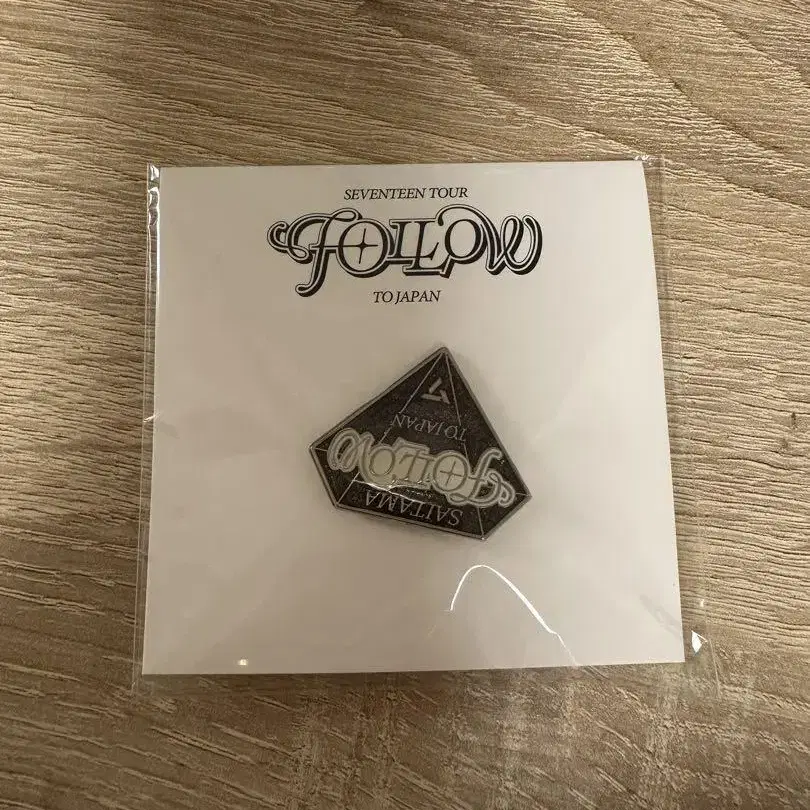 SEVENTEEN TOUR
FOLLOW
TO JAPAN
SAITAMA
FOLLOW
TO JAPAN